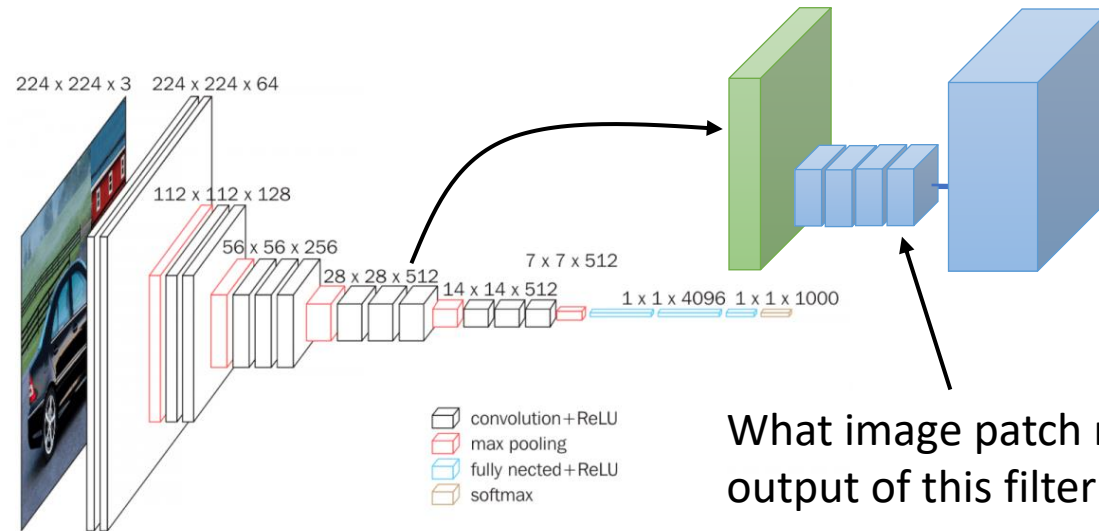 224 x 224 x 3
224 x 224 x 64
112 x 112 x 128
56 x 56 x 256
28 x 28 x 512
14 x 14 x 512
7 x 7 x 512
1 x 1 x 4096
1 x 1 x 1000
convolution+ReLU
max pooling
fully nected+ReLU
softmax
What image patch
output of this filter